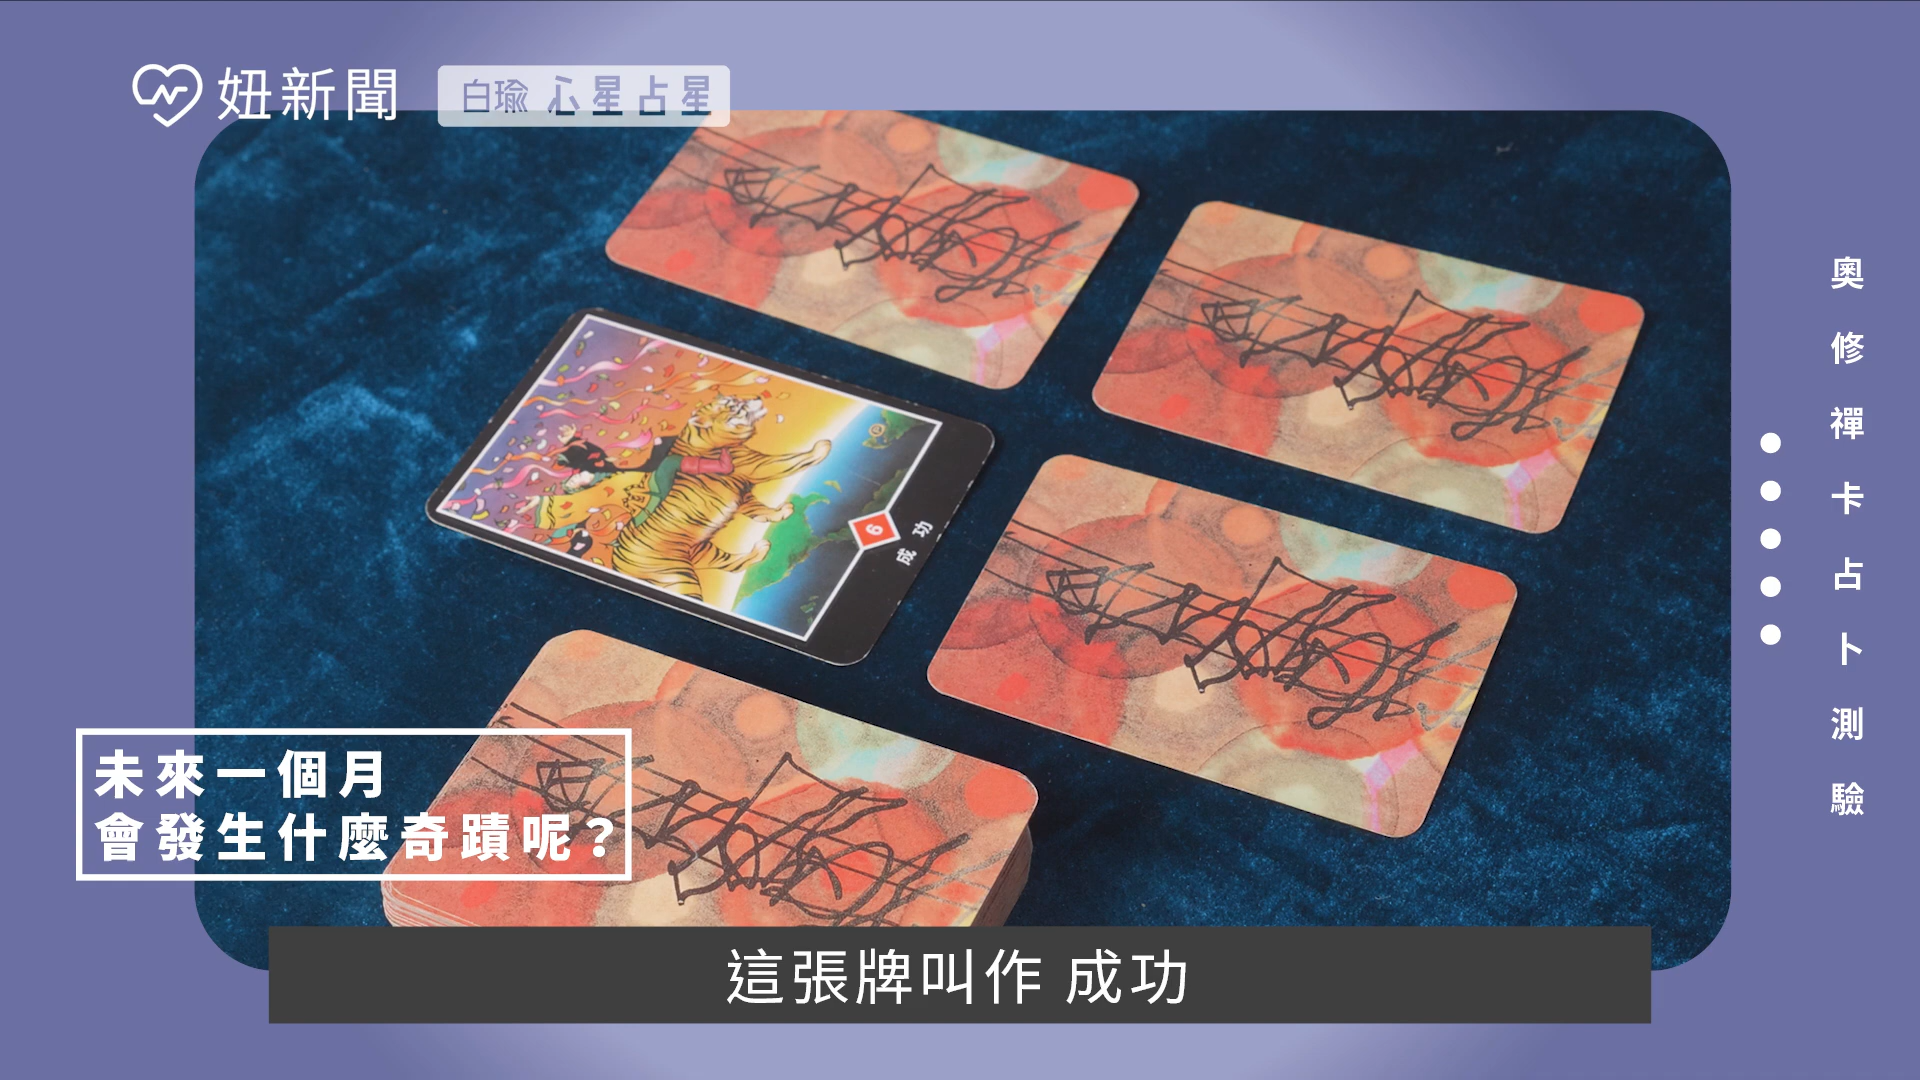 妞新聞
白瑜 心星占星
奧修禪卡占卜測驗
6
成功
未來一個月
會發生什麼奇蹟呢？
這張牌叫作 成功